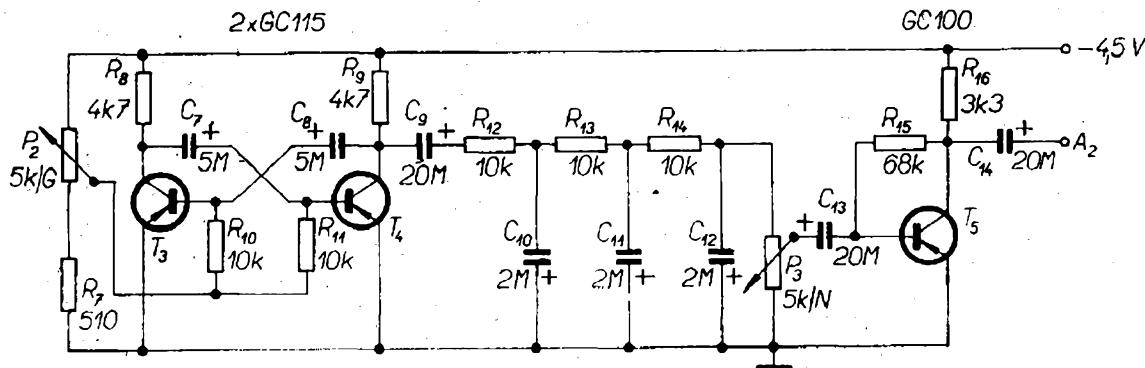 2xGC115
GC100
-4,5V
R8
4k7
R9
4k7
R16
3k3
C7
5M
C8
5M
C9
20M
R12
10k
R13
10k
R14
10k
R15
68k
C14
20M
A2
P2
5k/G
T3
R10
10k
R11
10k
T4
C10
2M
C11
2M
C12
2M
P3
5k/N
C13
20M
T5
R7
510